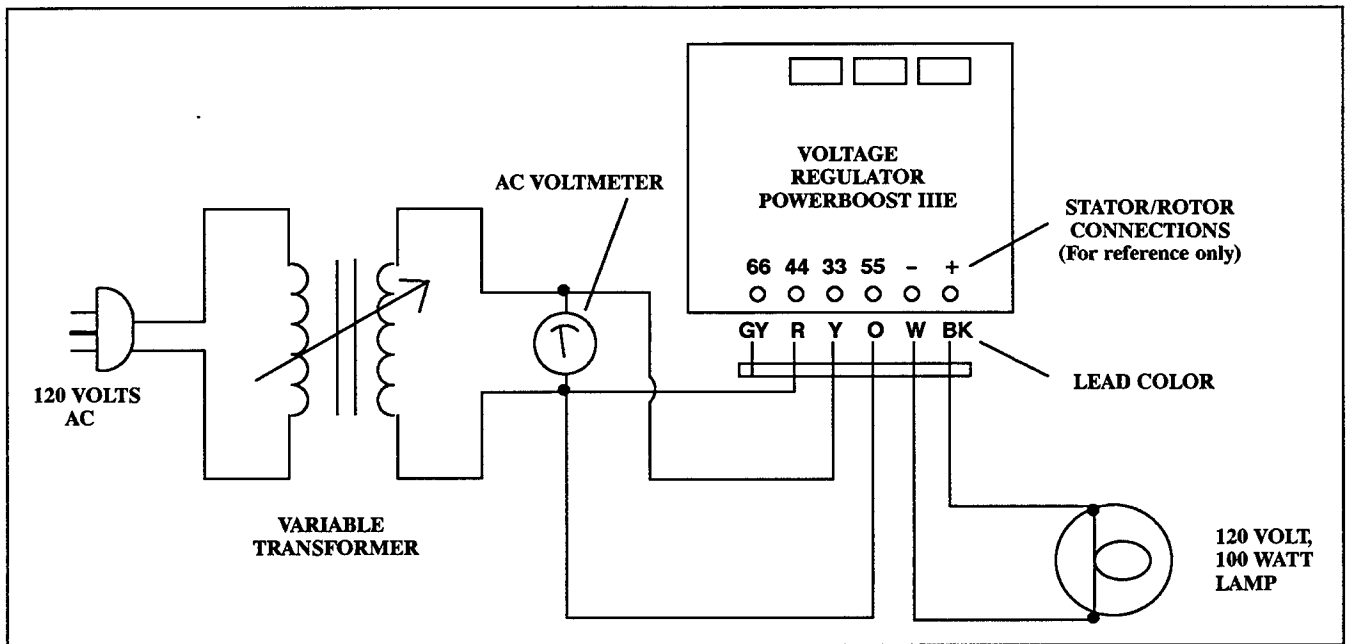 VOLTAGE
REGULATOR
POWERBOOST IIIE
AC VOLTMETER
STATOR/ROTOR
CONNECTIONS
(For reference only)
66 44 33 55 - +
GY R Y O W BK
LEAD COLOR
120 VOLTS
AC
VARIABLE
TRANSFORMER
120 VOLT,
100 WATT
LAMP